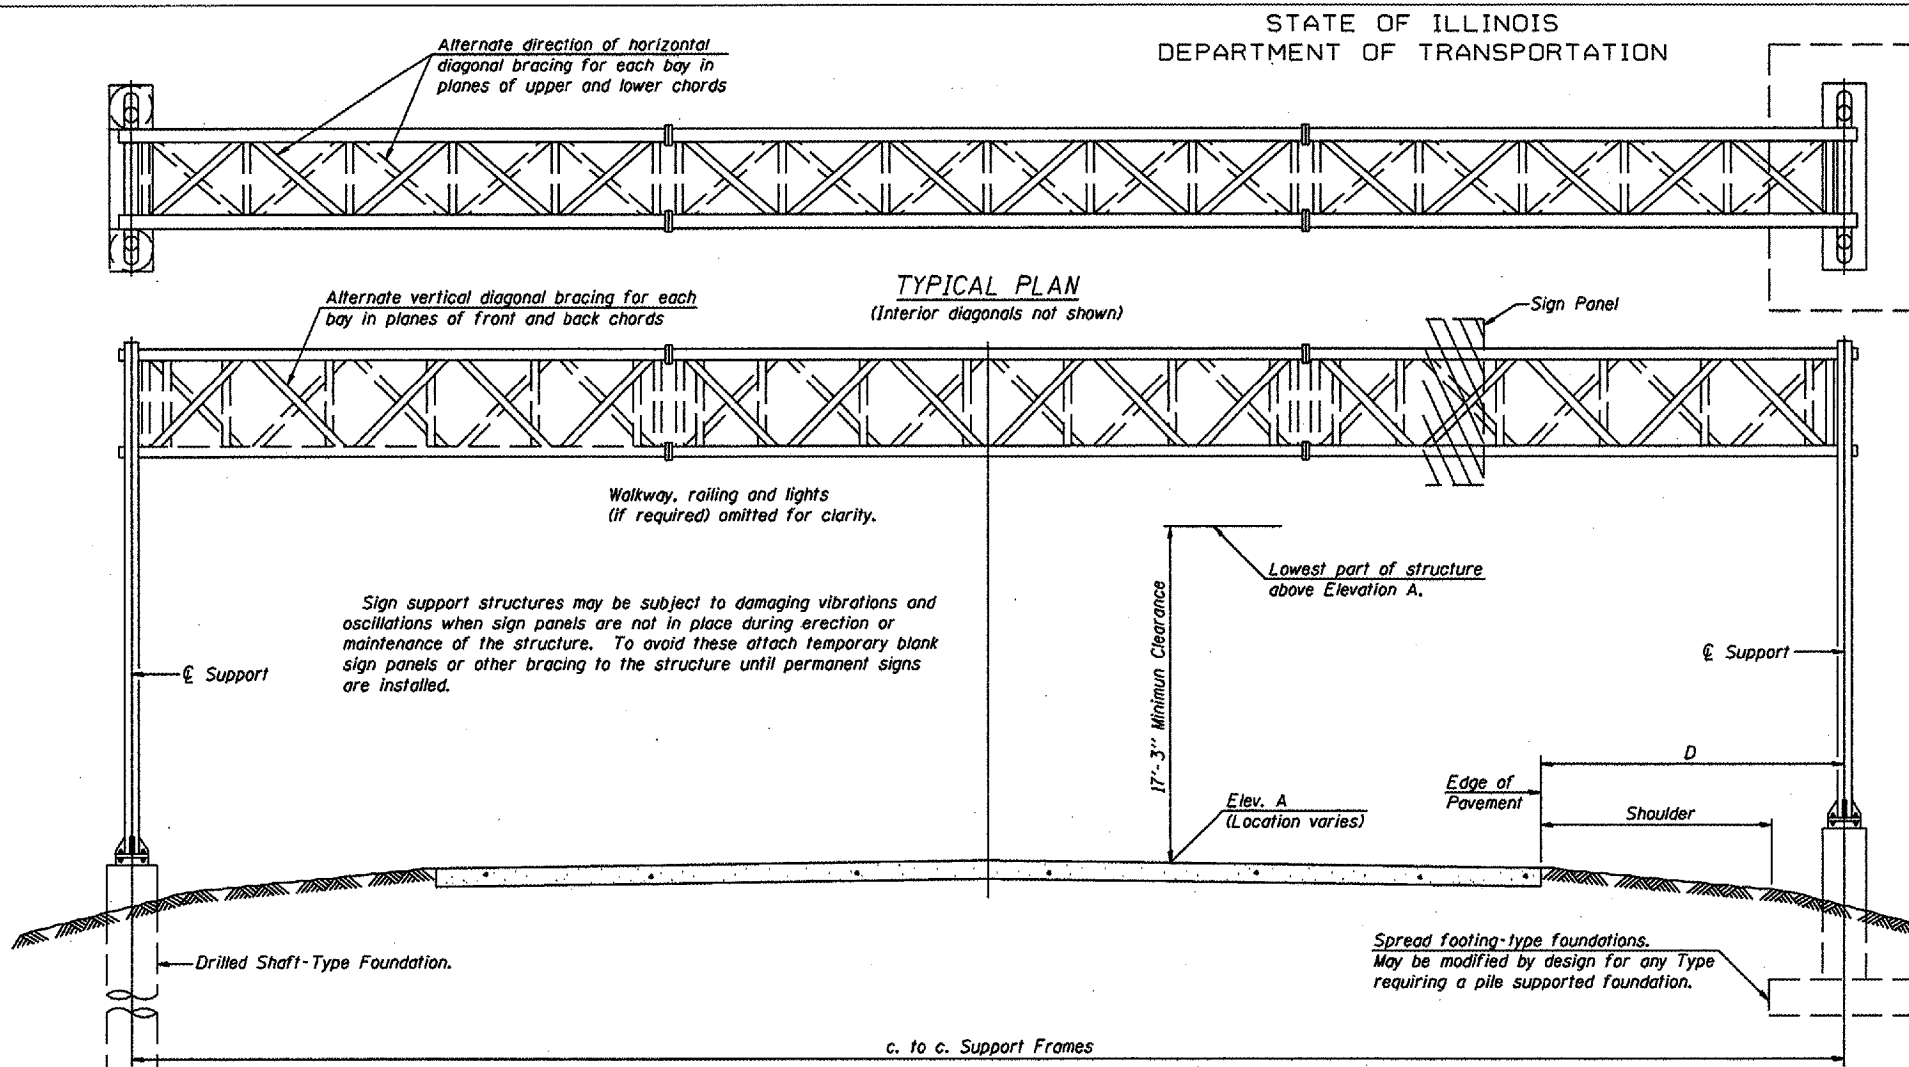 STATE OF ILLINOIS
DEPARTMENT OF TRANSPORTATION
Alternate direction of horizontal
diagonal bracing for each bay in
planes of upper and lower chords
TYPICAL PLAN
(Interior diagonals not shown)
Alternate vertical diagonal bracing for each
bay in planes of front and back chords
Sign Panel
Walkway, railing and lights
(if required) omitted for clarity.
Lowest part of structure
above Elevation A.
Sign support structures may be subject to damaging vibrations and
oscillations when sign panels are not in place during erection or
maintenance of the structure. To avoid these attach temporary blank
sign panels or other bracing to the structure until permanent signs
are installed.
℄ Support
℄ Support
17'-3" Minimun Clearance
D
Edge of
Pavement
Shoulder
Elev. A
(Location varies)
Drilled Shaft-Type Foundation.
Spread footing-type foundations.
May be modified by design for any Type
requiring a pile supported foundation.
c. to c. Support Frames